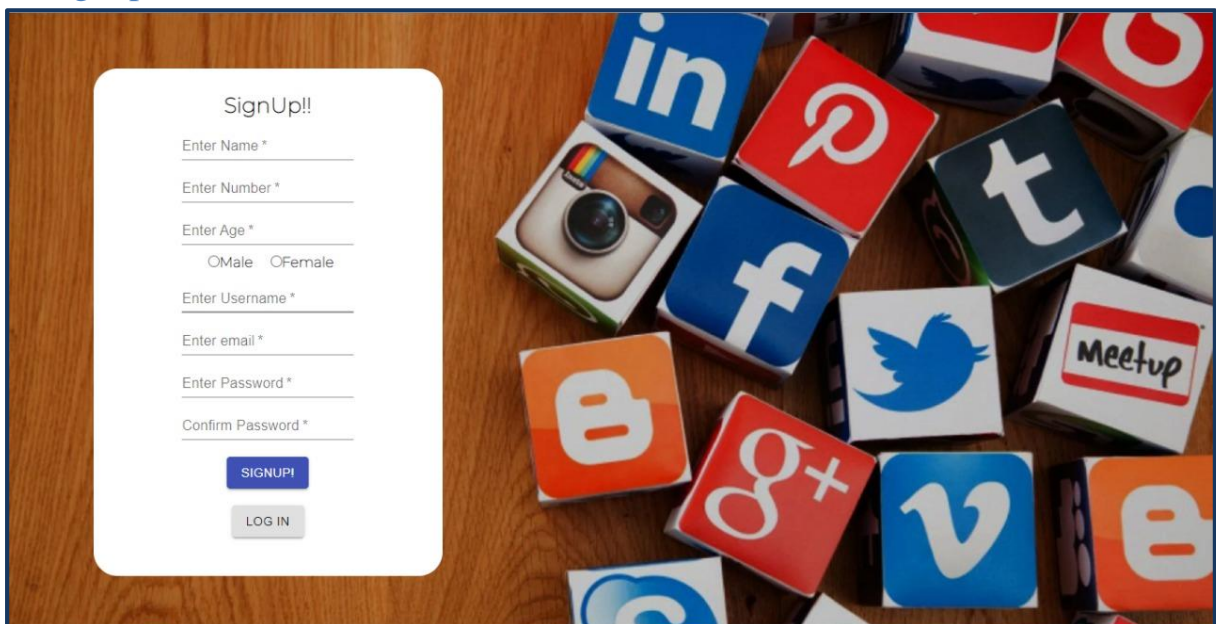 SignUp!!
Enter Name *
Enter Number *
Enter Age *
Male Female
Enter Username *
Enter email *
Enter Password *
Confirm Password *
SIGNUP!
LOG IN
in
Insta
f
t
Meetup
g+